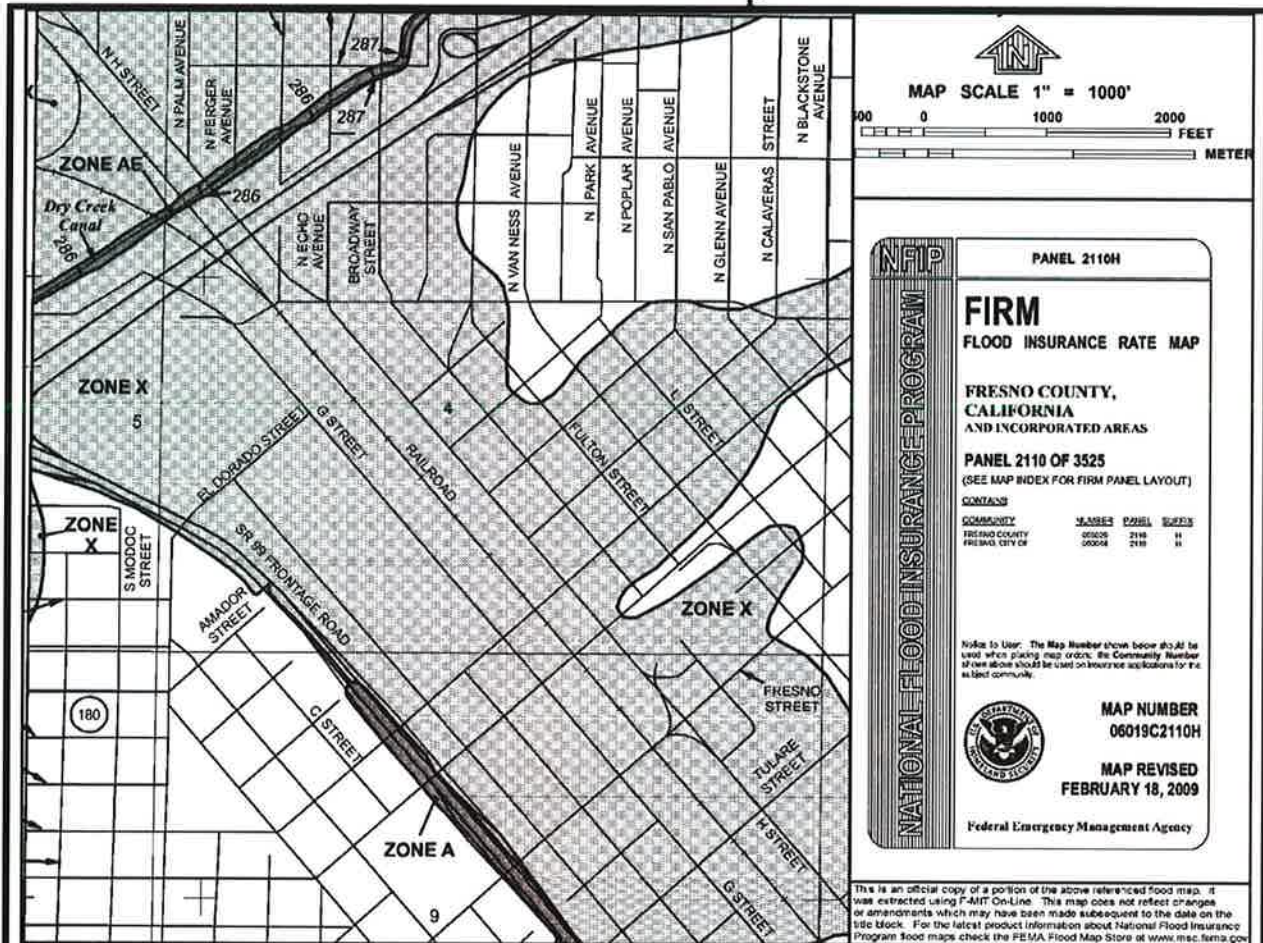 N H STREET
N PALM AVENUE
N FERGER
AVENUE
287
286
287
ZONE AE
286
Dry Creek
Canal
286
N ECHO
AVENUE
BROADWAY
STREET
N VAN NESS AVENUE
N PARK AVENUE
N POPLAR AVENUE
N SAN PABLO AVENUE
N GLENN AVENUE
N CALAVERAS STREET
N BLACKSTONE
AVENUE
ZONE X
5
4
EL DORADO STREET
G STREET
RAILROAD
FULTON STREET
L STREET
ZONE
X
S MODOC
STREET
SR 99 FRONTAGE ROAD
AMADOR
STREET
ZONE X
FRESNO
STREET
180
C STREET
TULARE
STREET
ZONE A
H STREET
G STREET
9
N
MAP SCALE 1" = 1000'
500 0 1000 2000
FEET
METER
NFIP
NATIONAL FLOOD INSURANCE PROGRAM
PANEL 2110H
FIRM
FLOOD INSURANCE RATE MAP
FRESNO COUNTY,
CALIFORNIA
AND INCORPORATED AREAS
PANEL 2110 OF 3525
(SEE MAP INDEX FOR FIRM PANEL LAYOUT)
CONTAINS
COMMUNITY NUMBER PANEL SUFFIX
FRESNO COUNTY 2110 H
FRESNO, CITY OF 2110 H
Notice to User: The Map Number shown below should be
used when placing map orders; the Community Number
shown above should be used on insurance applications for the
subject community.
U.S. DEPARTMENT OF HOMELAND SECURITY
MAP NUMBER
06019C2110H
MAP REVISED
FEBRUARY 18, 2009
Federal Emergency Management Agency
This is an official copy of a portion of the above referenced flood map. It
was extracted using F-MIT On-Line. This map does not reflect changes
or amendments which may have been made subsequent to the date on the
title block. For the latest product information about National Flood Insurance
Program flood maps check the FEMA Flood Map Store at www.msc.fema.gov